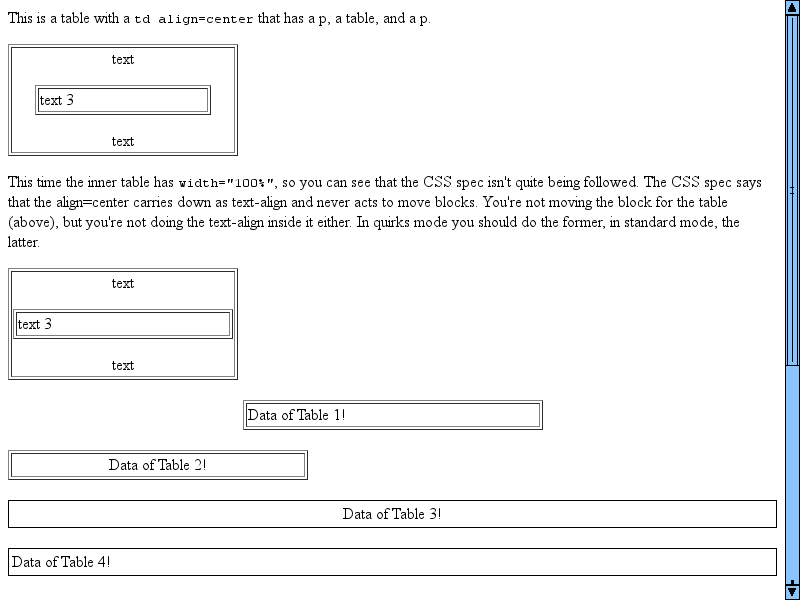 This is a table with a td align=center that has a p, a table, and a p.
text
text 3
text
This time the inner table has width="100%", so you can see that the CSS spec isn't quite being followed. The CSS spec says
that the align=center carries down as text-align and never acts to move blocks. You're not moving the block for the table
(above), but you're not doing the text-align inside it either. In quirks mode you should do the former, in standard mode, the
latter.
text
text 3
text
Data of Table 1!
Data of Table 2!
Data of Table 3!
Data of Table 4!